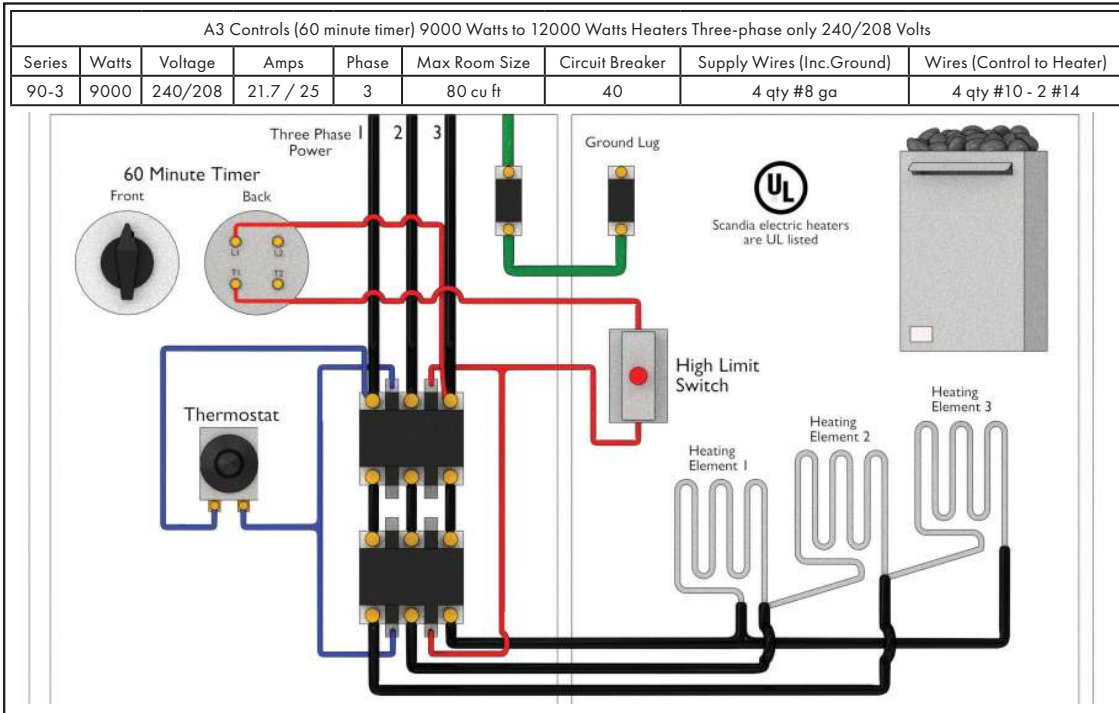 A3 Controls (60 minute timer) 9000 Watts to 12000 Watts Heaters Three-phase only 240/208 Volts
Series Watts Voltage Amps Phase Max Room Size Circuit Breaker Supply Wires (Inc.Ground) Wires (Control to Heater)
90-3 9000 240/208 21.7 / 25 3 80 cu ft 40 4 qty #8 ga 4 qty #10 - 2 #14
Three Phase
Power
1 2 3
Ground Lug
60 Minute Timer
Front Back
L1 L2
T1 T2
UL
Scandia electric heaters
are UL listed
High Limit
Switch
Thermostat
Heating
Element 1
Heating
Element 2
Heating
Element 3